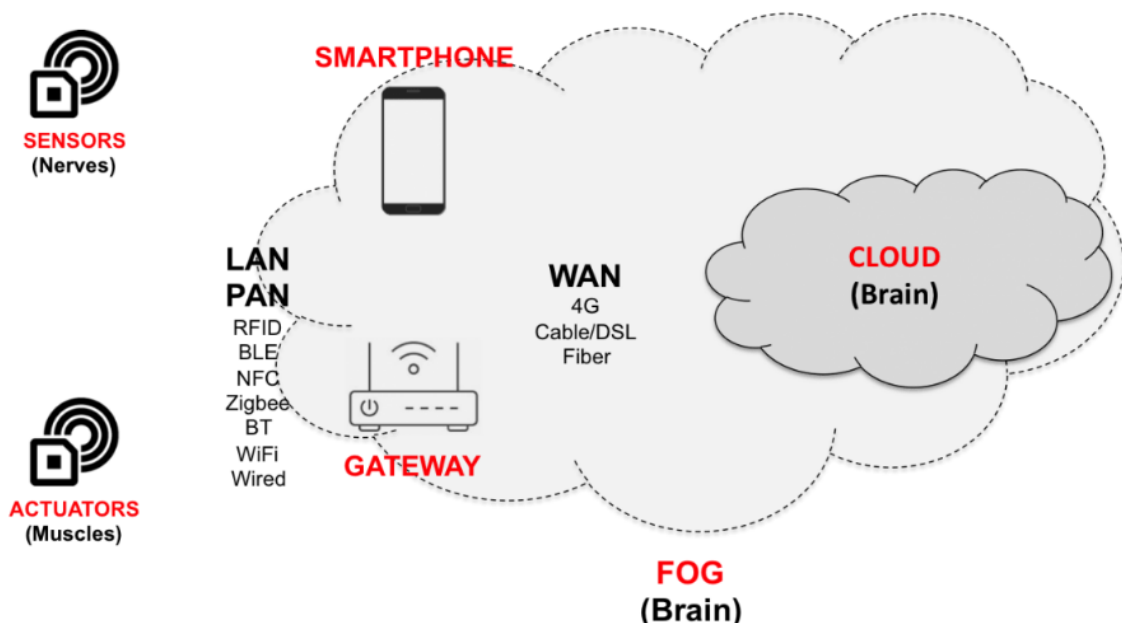 SENSORS
(Nerves)
SMARTPHONE
LAN
PAN
RFID
BLE
NFC
Zigbee
BT
WiFi
Wired
ACTUATORS
(Muscles)
GATEWAY
WAN
4G
Cable/DSL
Fiber
CLOUD
(Brain)
FOG
(Brain)